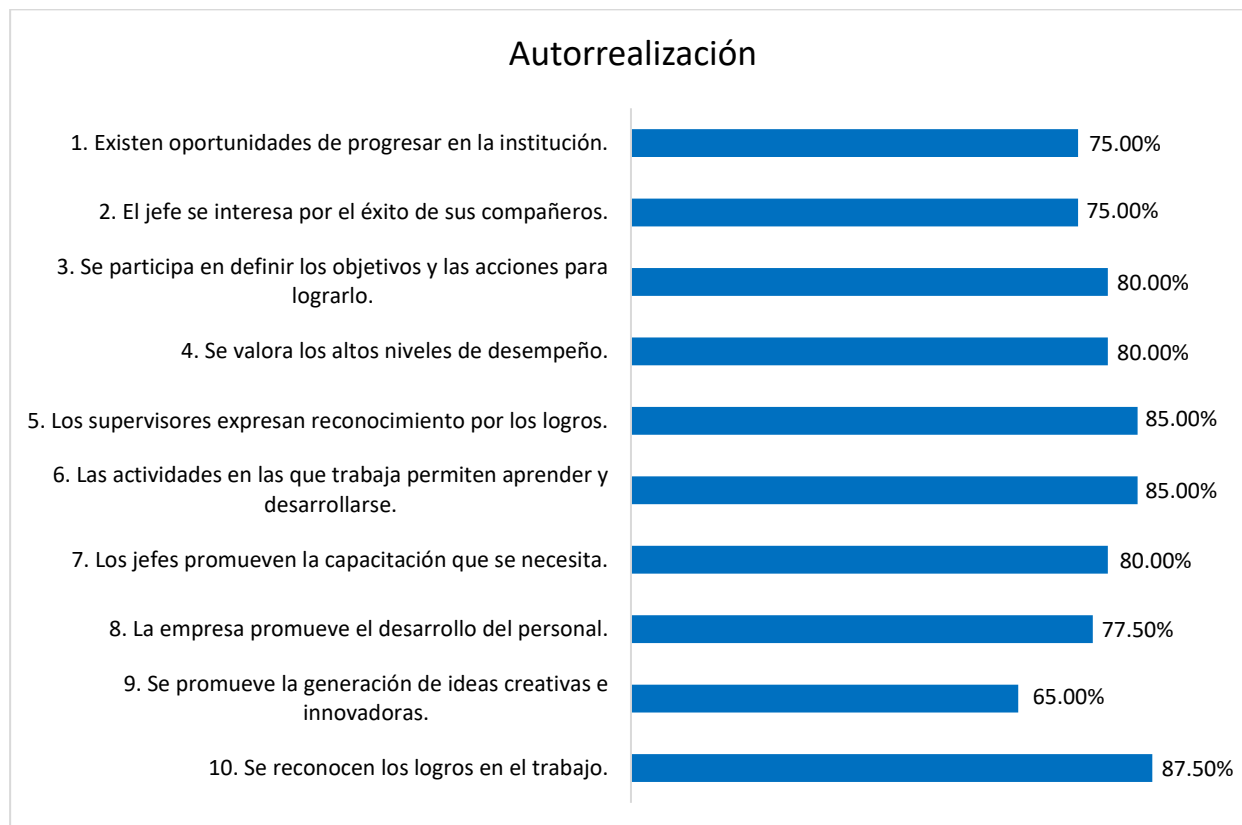 Autorrealización
1. Existen oportunidades de progresar en la institución.
75.00%
2. El jefe se interesa por el éxito de sus compañeros.
75.00%
3. Se participa en definir los objetivos y las acciones para
lograrlo.
80.00%
4. Se valora los altos niveles de desempeño.
80.00%
5. Los supervisores expresan reconocimiento por los logros.
85.00%
6. Las actividades en las que trabaja permiten aprender y
desarrollarse.
85.00%
7. Los jefes promueven la capacitación que se necesita.
80.00%
8. La empresa promueve el desarrollo del personal.
77.50%
9. Se promueve la generación de ideas creativas e
innovadoras.
65.00%
10. Se reconocen los logros en el trabajo.
87.50%